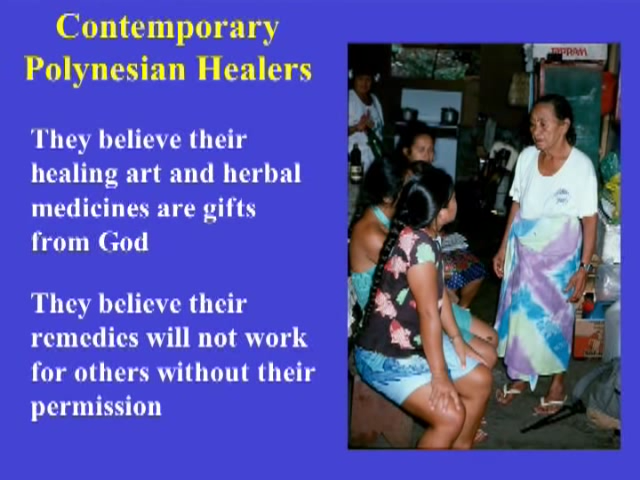 Contemporary
Polynesian Healers
They believe their
healing art and herbal
medicines are gifts
from God
They believe their
remedies will not work
for others without their
permission